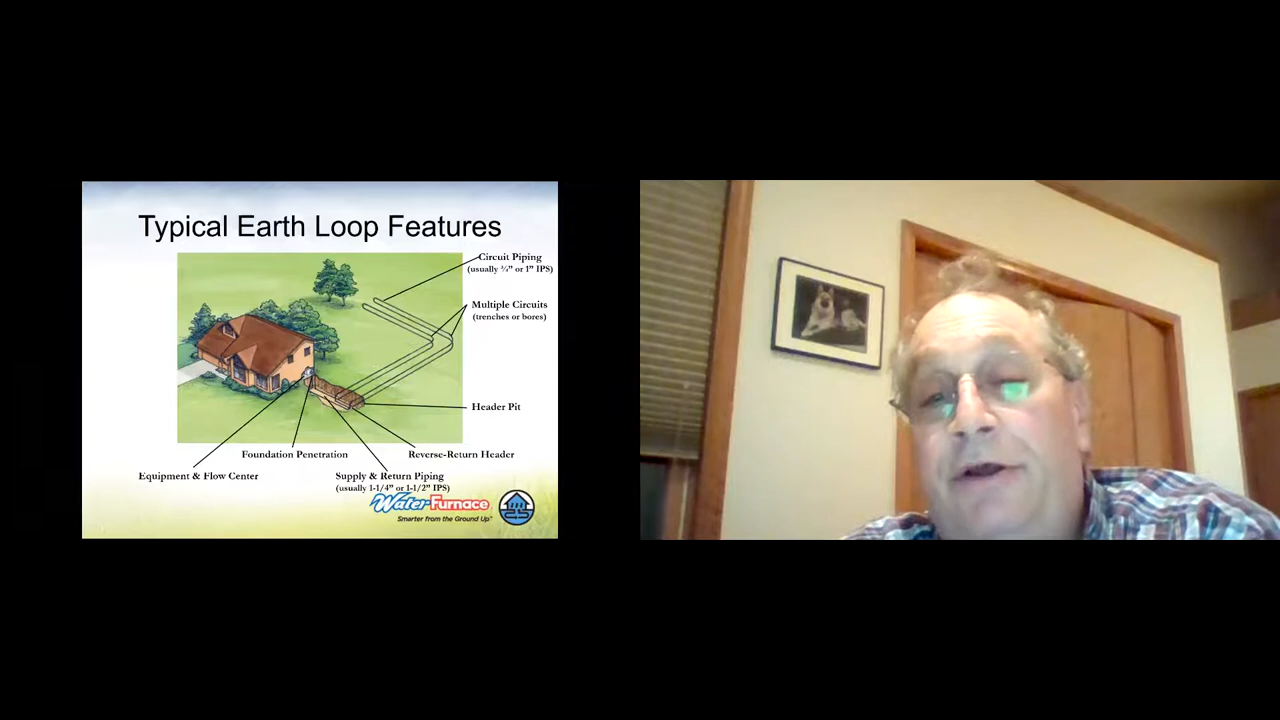 Typical Earth Loop Features
Circuit Piping
(usually ¾" or 1" IPS)
Multiple Circuits
(trenches or bores)
Header Pit
Foundation Penetration
Reverse-Return Header
Equipment & Flow Center
Supply & Return Piping
(usually 1-1/4" or 1-1/2" IPS)
WaterFurnace
Smarter from the Ground Up™